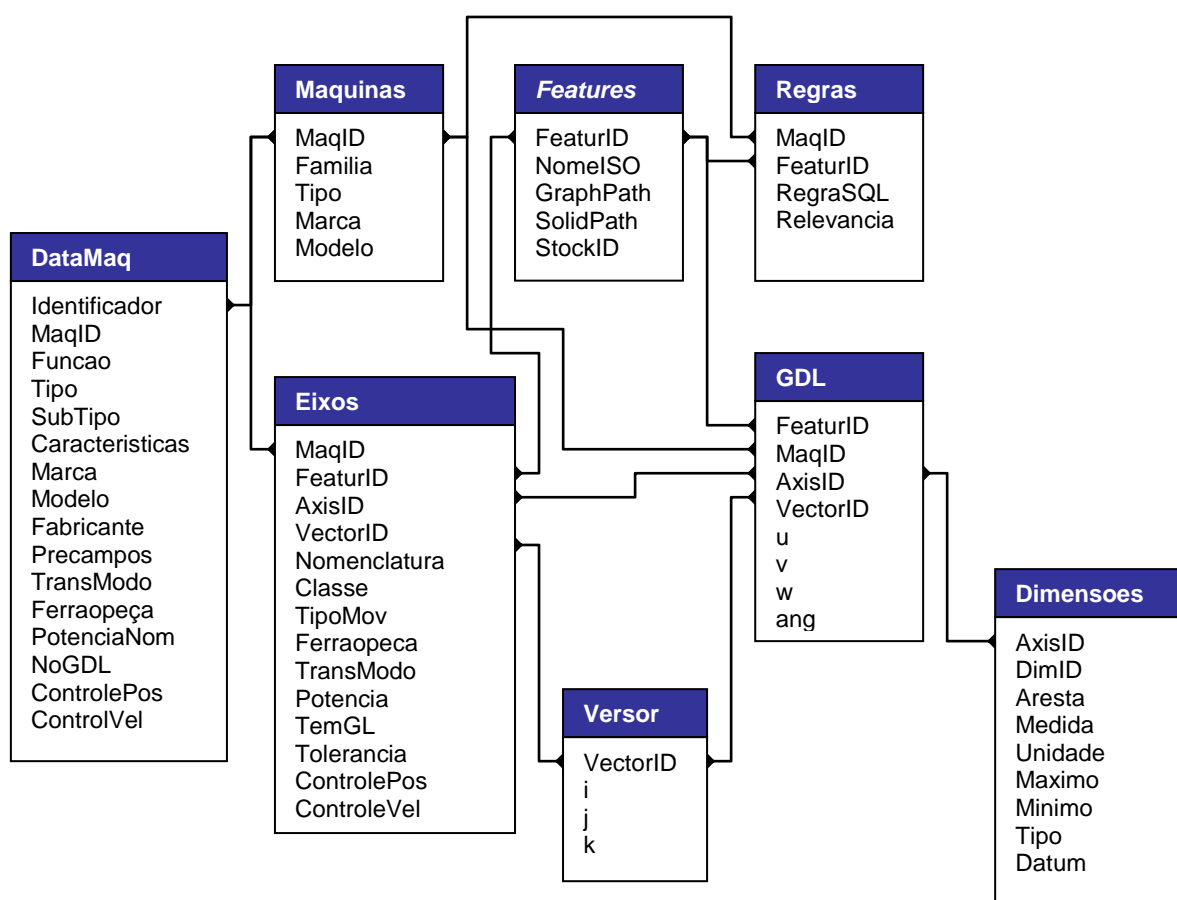 Maquinas
MaqID
Familia
Tipo
Marca
Modelo
Features
FeaturID
NomeISO
GraphPath
SolidPath
StockID
Regras
MaqID
FeaturID
RegraSQL
Relevancia
DataMaq
Identificador
MaqID
Funcao
Tipo
SubTipo
Caracteristicas
Marca
Modelo
Fabricante
Precampos
TransModo
Ferraopeça
PotenciaNom
NoGDL
ControlePos
ControlVel
Eixos
MaqID
FeaturID
AxisID
VectorID
Nomenclatura
Classe
TipoMov
Ferraopeca
TransModo
Potencia
TemGL
Tolerancia
ControlePos
ControleVel
GDL
FeaturID
MaqID
AxisID
VectorID
u
v
w
ang
Versor
VectorID
i
j
k
Dimensoes
AxisID
DimID
Aresta
Medida
Unidade
Maximo
Minimo
Tipo
Datum